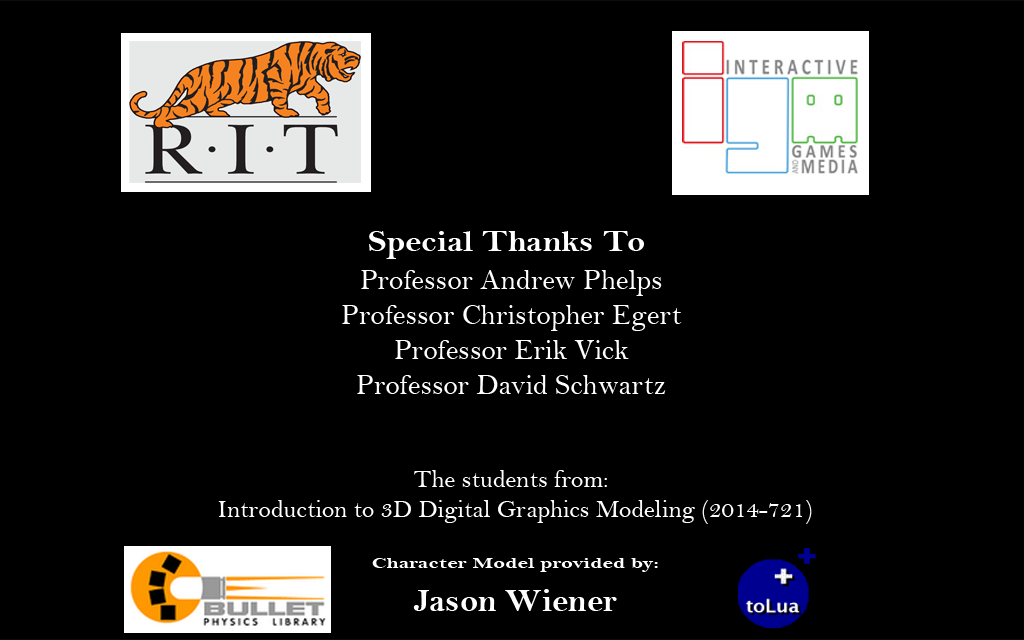 R·I·T
INTERACTIVE
GAMES
AND MEDIA
Special Thanks To
Professor Andrew Phelps
Professor Christopher Egert
Professor Erik Vick
Professor David Schwartz
The students from:
Introduction to 3D Digital Graphics Modeling (2014-721)
Character Model provided by:
Jason Wiener
BULLET
PHYSICS LIBRARY
toLua
++